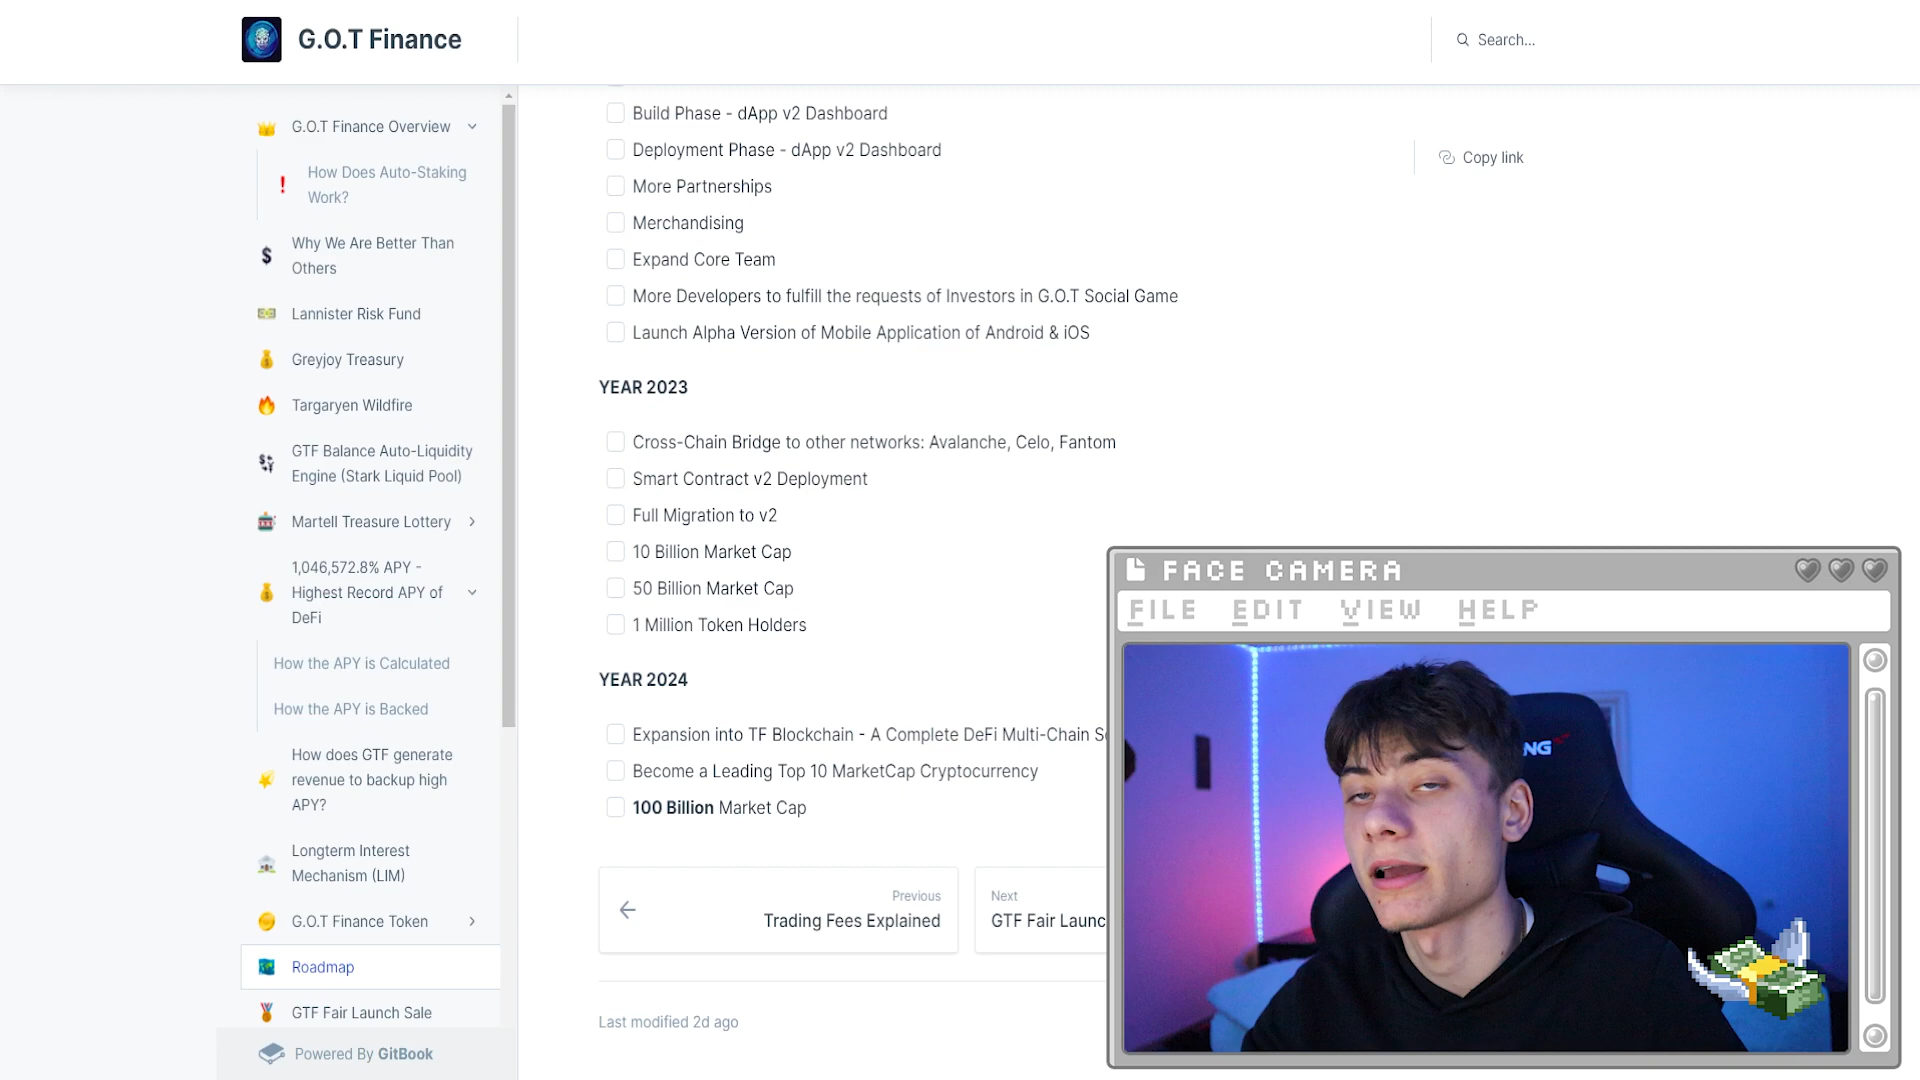 G.O.T Finance
Search...
G.O.T Finance Overview
How Does Auto-Staking
Work?
Why We Are Better Than
Others
Lannister Risk Fund
Greyjoy Treasury
Targaryen Wildfire
GTF Balance Auto-Liquidity
Engine (Stark Liquid Pool)
Martell Treasure Lottery
1,046,572.8% APY -
Highest Record APY of
DeFi
How the APY is Calculated
How the APY is Backed
How does GTF generate
revenue to backup high
APY?
Longterm Interest
Mechanism (LIM)
G.O.T Finance Token
Roadmap
GTF Fair Launch Sale
Powered By GitBook
Build Phase - dApp v2 Dashboard
Deployment Phase - dApp v2 Dashboard
More Partnerships
Merchandising
Expand Core Team
More Developers to fulfill the requests of Investors in G.O.T Social Game
Launch Alpha Version of Mobile Application of Android & iOS
YEAR 2023
Cross-Chain Bridge to other networks: Avalanche, Celo, Fantom
Smart Contract v2 Deployment
Full Migration to v2
10 Billion Market Cap
50 Billion Market Cap
1 Million Token Holders
YEAR 2024
Expansion into TF Blockchain - A Complete DeFi Multi-Chain
Become a Leading Top 10 MarketCap Cryptocurrency
100 Billion Market Cap
Previous
Trading Fees Explained
Next
GTF Fair Launc
Last modified 2d ago
Copy link
FACE CAMERA
FILE EDIT VIEW HELP
NG